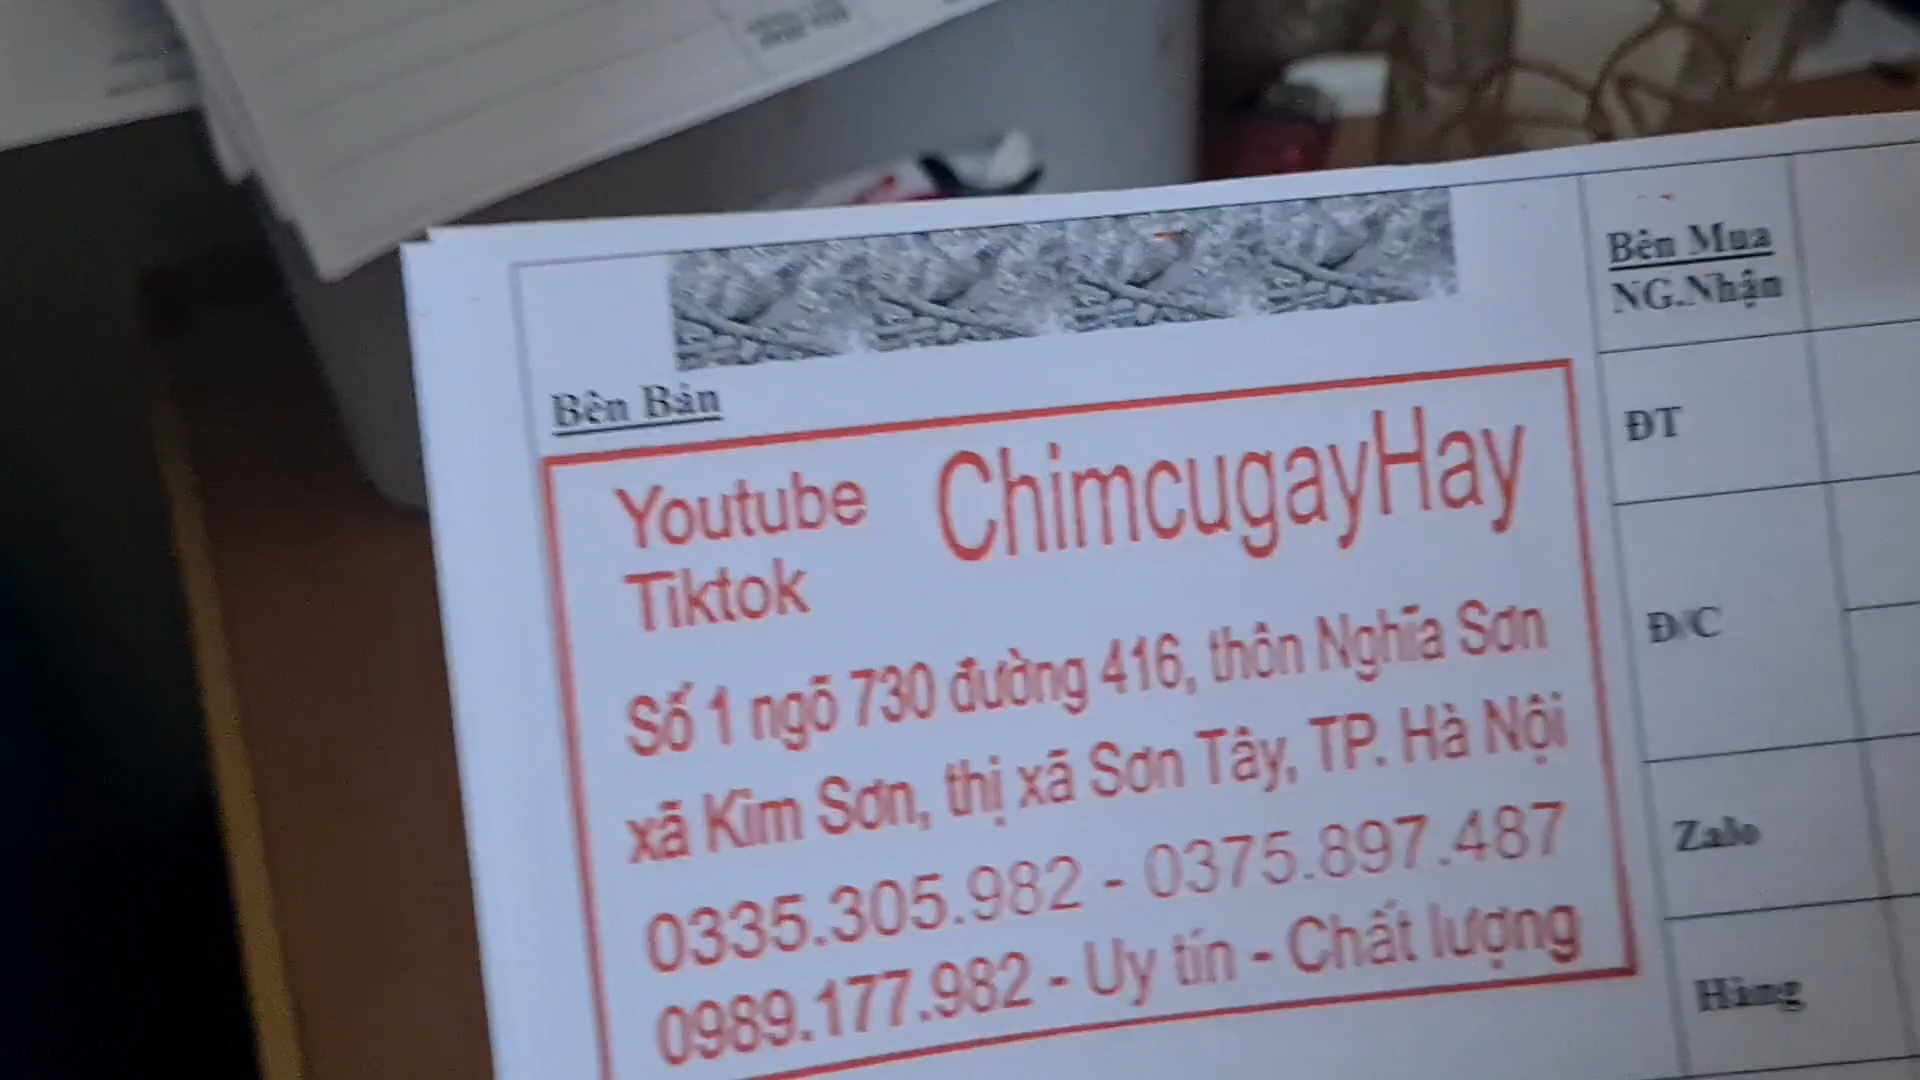 Bên Bán
Youtube ChimcugayHay
Tiktok
Số 1 ngõ 730 đường 416, thôn Nghĩa Sơn
xã Kim Sơn, thị xã Sơn Tây, TP. Hà Nội
0335.305.982 - 0375.897.487
0989.177.982 - Uy tín - Chất lượng
Bên Mua
NG.Nhận
ĐT
Đ/C
Zalo
Hàng